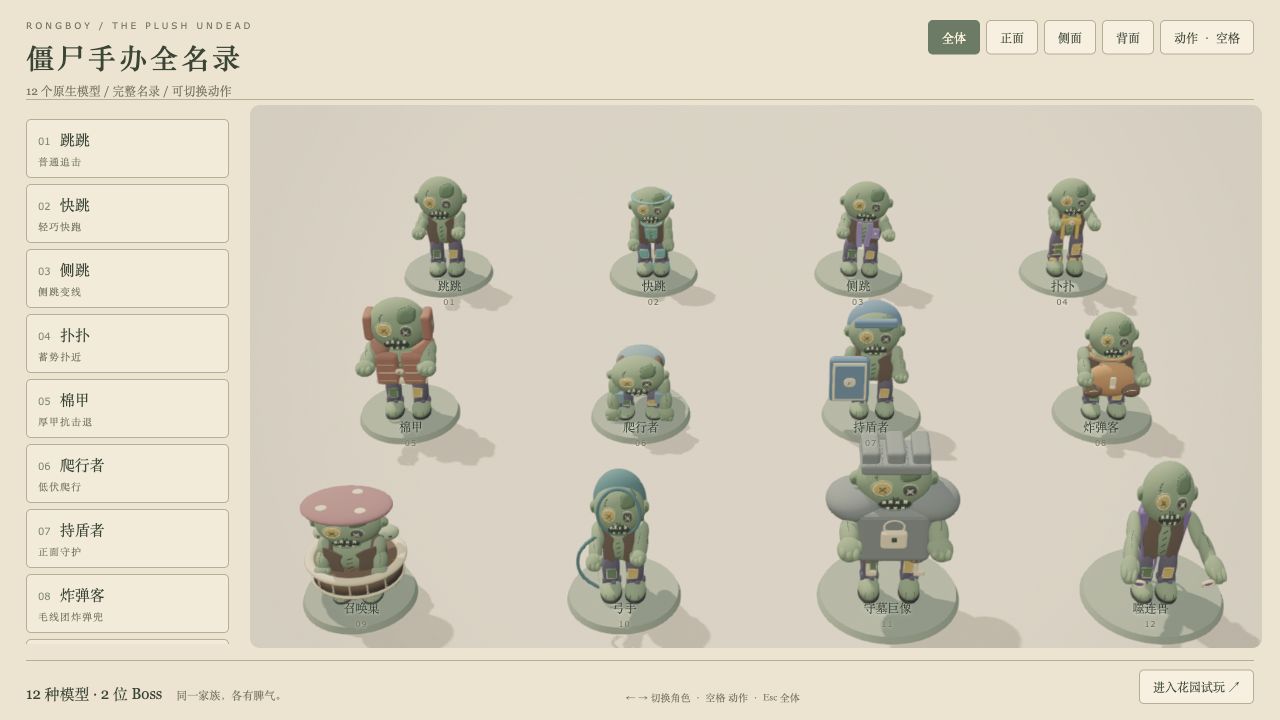 RONGBOY / THE PLUSH UNDEAD
僵尸手办全名录
12 个原生模型 / 完整名录 / 可切换动作
全体
正面
侧面
背面
动作 · 空格
01 跳跳
普通追击
02 快跳
轻巧快跑
03 侧跳
侧跳变线
04 扑扑
蓄势扑近
05 棉甲
厚甲抗击退
06 爬行者
低伏爬行
07 持盾者
正面守护
08 炸弹客
毛线团炸弹兜
跳跳
01
快跳
02
侧跳
03
扑扑
04
棉甲
05
爬行者
06
持盾者
07
炸弹客
08
召唤巢
09
弓手
10
守墓巨像
11
噬连兽
12
12 种模型 · 2 位 Boss
同一家族，各有脾气。
←→ 切换角色 · 空格 动作 · Esc 全体
进入花园试玩 ↗